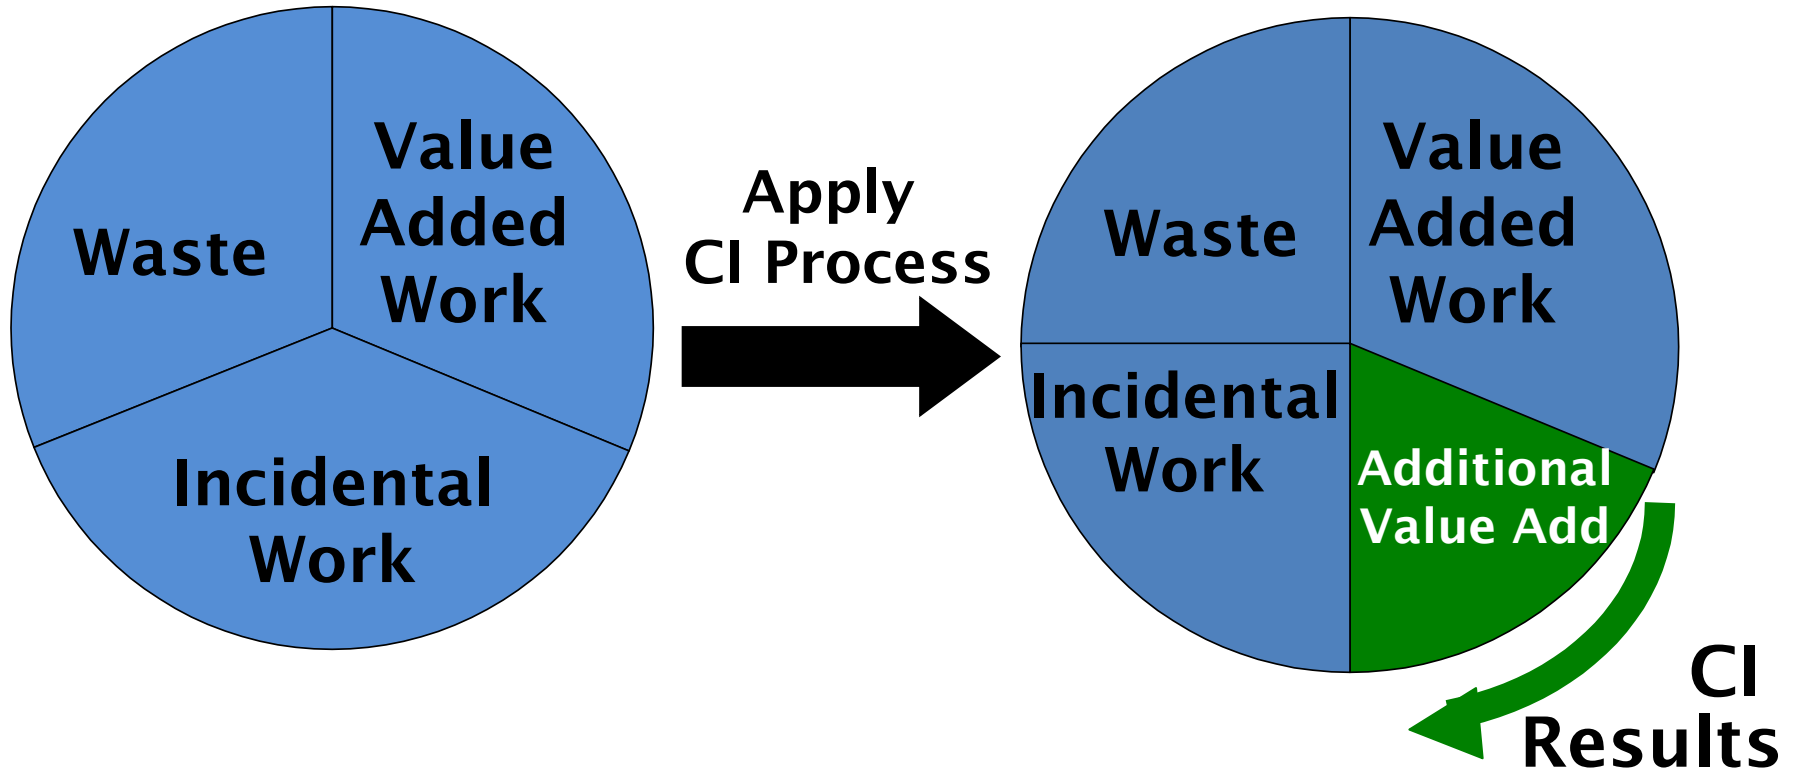 Waste
Value
Added
Work
Incidental
Work
Apply
CI Process
Waste
Value
Added
Work
Incidental
Work
Additional
Value Add
CI
Results